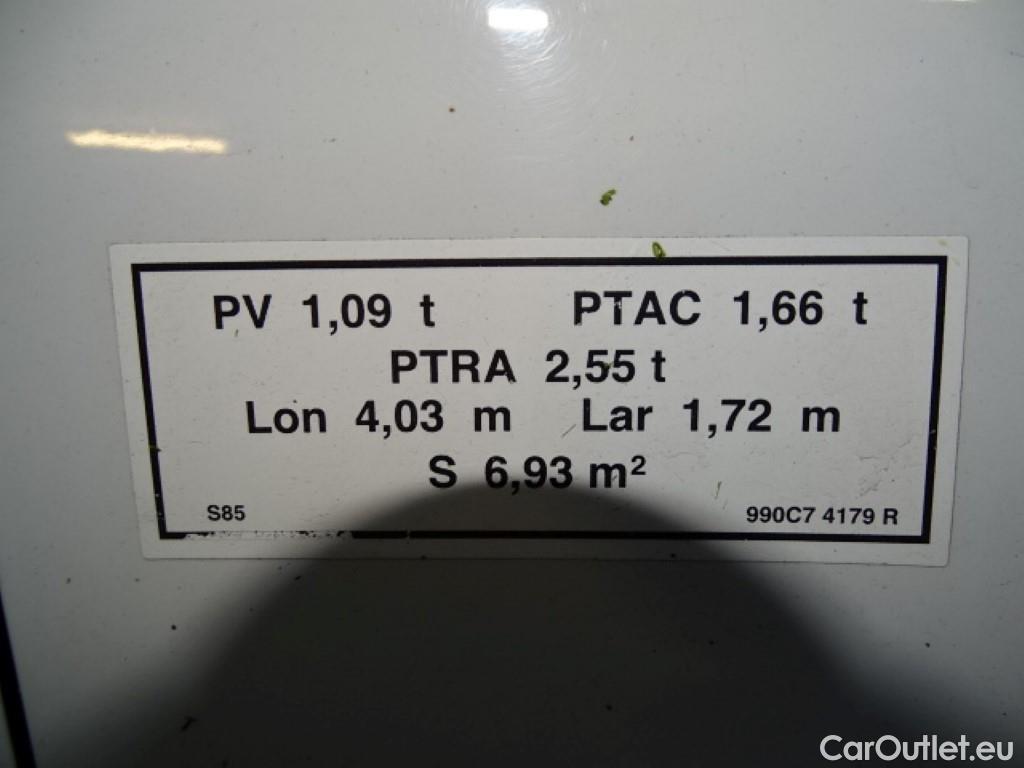 PV 1,09 t PTAC 1,66 t
PTRA 2,55 t
Lon 4,03 m Lar 1,72 m
S 6,93 m²
S85 990C7 4179 R
CarOutlet.eu